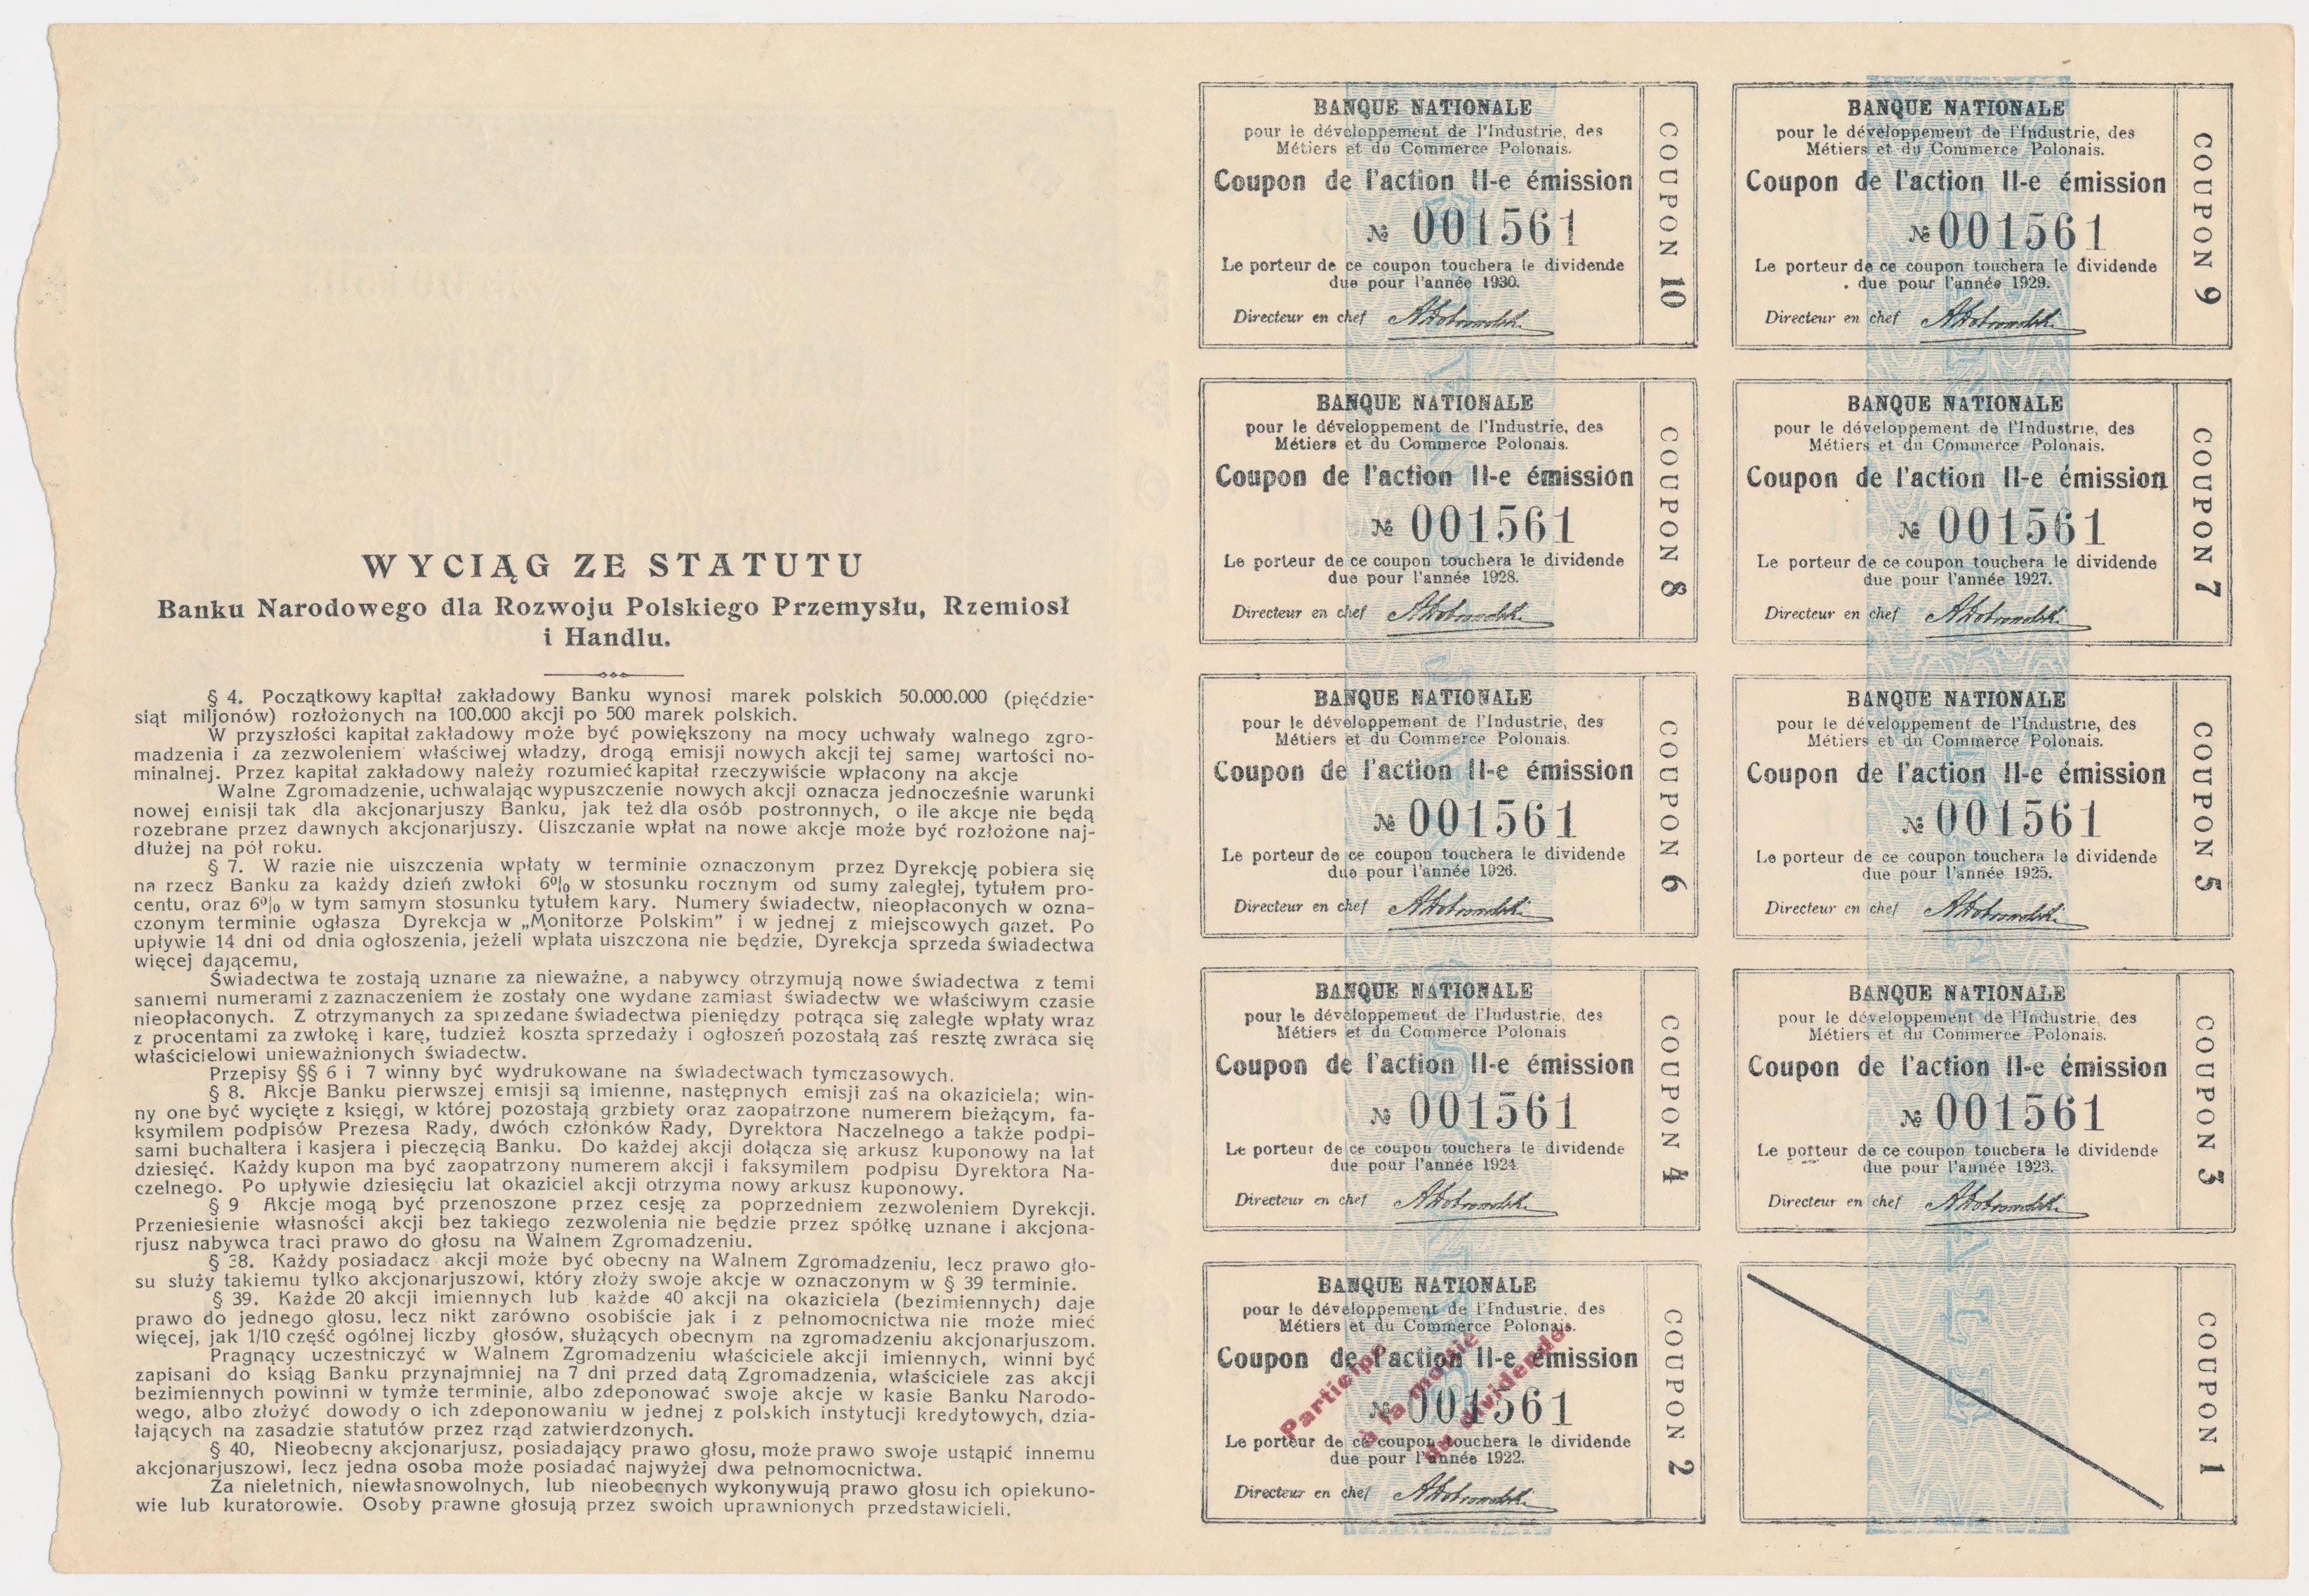 WYCIĄG ZE STATUTU
Banku Narodowego dla Rozwoju Polskiego Przemysłu, Rzemiosł
i Handlu.
§ 4. Początkowy kapitał zakładowy Banku wynosi marek polskich 50.000.000 (pięćdzie-
siąt miljonów) rozłożonych na 100.000 akcji po 500 marek polskich.
W przyszłości kapitał zakładowy może być powiększony na mocy uchwały walnego zgro-
madzenia i za zezwoleniem właściwej władzy, drogą emisji nowych akcji tej samej wartości no-
minalnej. Przez kapitał zakładowy należy rozumieć kapitał rzeczywiście wpłacony na akcje
Walne Zgromadzenie, uchwalając wypuszczenie nowych akcji oznacza jednocześnie warunki
nowej emisji tak dla akcjonarjuszy Banku, jak też dla osób postronnych, o ile akcje nie będą
rozebrane przez dawnych akcjonarjuszy. Uiszczanie wpłat na nowe akcje może być rozłożone naj-
dłużej na pół roku.
§ 7. W razie nie uiszczenia wpłaty w terminie oznaczonym przez Dyrekcję pobiera się
na rzecz Banku za każdy dzień zwłoki 6% w stosunku rocznym od sumy zaległej, tytułem pro-
centu, oraz 6% w tym samym stosunku tytułem kary. Numery świadectw, nieopłaconych w ozna-
czonym terminie ogłasza Dyrekcja w „Monitorze Polskim” i w jednej z miejscowych gazet. Po
upływie 14 dni od dnia ogłoszenia, jeżeli wpłata uiszczona nie będzie, Dyrekcja sprzeda świadectwa
więcej dającemu,
Świadectwa te zostają uznane za nieważne, a nabywcy otrzymują nowe świadectwa z temi
samemi numerami z zaznaczeniem że zostały one wydane zamiast świadectw we właściwym czasie
nieopłaconych. Z otrzymanych za sprzedane świadectwa pieniędzy potrąca się zaległe wpłaty wraz
z procentami za zwłokę i karę, tudzież koszta sprzedaży i ogłoszeń pozostałą zaś resztę zwraca się
właścicielowi unieważnionych świadectw.
Przepisy §§ 6 i 7 winny być wydrukowane na świadectwach tymczasowych.
§ 8. Akcje Banku pierwszej emisji są imienne, następnych emisji zaś na okaziciela; win-
ny one być wycięte z księgi, w której pozostają grzbiety oraz zaopatrzone numerem bieżącym, fa-
ksymilem podpisów Prezesa Rady, dwóch członków Rady, Dyrektora Naczelnego a także podpi-
sami buchaltera i kasjera i pieczęcią Banku. Do każdej akcji dołącza się arkusz kuponowy na lat
dziesięć. Każdy kupon ma być zaopatrzony numerem akcji i faksymilem podpisu Dyrektora Na-
czelnego. Po upływie dziesięciu lat okaziciel akcji otrzyma nowy arkusz kuponowy.
§ 9 Akcje mogą być przenoszone przez cesję za poprzedniem zezwoleniem Dyrekcji.
Przeniesienie własności akcji bez takiego zezwolenia nie będzie przez spółkę uznane i akcjona-
rjusz nabywca traci prawo do głosu na Walnem Zgromadzeniu.
§ 38. Każdy posiadacz akcji może być obecny na Walnem Zgromadzeniu, lecz prawo gło-
su służy takiemu tylko akcjonarjuszowi, który złoży swoje akcje w oznaczonym w § 39 terminie.
§ 39. Każde 20 akcji imiennych lub każde 40 akcji na okaziciela (bezimiennych) daje
prawo do jednego głosu, lecz nikt zarówno osobiście jak i z pełnomocnictwa nie może mieć
więcej, jak 1/10 część ogólnej liczby głosów, służących obecnym na zgromadzeniu akcjonarjuszom.
Pragnący uczestniczyć w Walnem Zgromadzeniu właściciele akcji imiennych, winni być
zapisani do ksiąg Banku przynajmniej na 7 dni przed datą Zgromadzenia, właściciele zas akcji
bezimiennych powinni w tymże terminie, albo zdeponować swoje akcje w kasie Banku Narodo-
wego, albo złożyć dowody o ich zdeponowaniu w jednej z polskich instytucji kredytowych, dzia-
łających na zasadzie statutów przez rząd zatwierdzonych.
§ 40, Nieobecny akcjonarjusz, posiadający prawo głosu, może prawo swoje ustąpić innemu
akcjonarjuszowi, lecz jedna osoba może posiadać najwyżej dwa pełnomocnictwa.
Za nieletnich, niewłasnowolnych, lub nieobecnych wykonywują prawo głosu ich opiekuno-
wie lub kuratorowie. Osoby prawne głosują przez swoich uprawnionych przedstawicieli.
BANQUE NATIONALE
pour le développement de l'Industrie, des
Métiers et du Commerce Polonais.
Coupon de l'action II-e émission
№ 001561
Le porteur de ce coupon touchera le dividende
due pour l'année 1930.
Directeur en chef
COUPON 10
BANQUE NATIONALE
pour le développement de l'Industrie, des
Métiers et du Commerce Polonais.
Coupon de l'action II-e émission
№ 001561
Le porteur de ce coupon touchera le dividende
due pour l'année 1929.
Directeur en chef
COUPON 9
BANQUE NATIONALE
pour le développement de l'Industrie, des
Métiers et du Commerce Polonais.
Coupon de l'action II-e émission
№ 001561
Le porteur de ce coupon touchera le dividende
due pour l'année 1928.
Directeur en chef
COUPON 8
BANQUE NATIONALE
pour le développement de l'Industrie, des
Métiers et du Commerce Polonais.
Coupon de l'action II-e émission
№ 001561
Le porteur de ce coupon touchera le dividende
due pour l'année 1927.
Directeur en chef
COUPON 7
BANQUE NATIONALE
pour le développement de l'Industrie, des
Métiers et du Commerce Polonais.
Coupon de l'action II-e émission
№ 001561
Le porteur de ce coupon touchera le dividende
due pour l'année 1926.
Directeur en chef
COUPON 6
BANQUE NATIONALE
pour le développement de l'Industrie, des
Métiers et du Commerce Polonais.
Coupon de l'action II-e émission
№ 001561
Le porteur de ce coupon touchera le dividende
due pour l'année 1925.
Directeur en chef
COUPON 5
BANQUE NATIONALE
pour le développement de l'Industrie, des
Métiers et du Commerce Polonais
Coupon de l'action II-e émission
№ 001561
Le porteur de ce coupon touchera le dividende
due pour l'année 1924
Directeur en chef
COUPON 4
BANQUE NATIONALE
pour le développement de l'Industrie, des
Métiers et du Commerce Polonais.
Coupon de l'action II-e émission
№ 001561
Le porteur de ce coupon touchera le dividende
due pour l'année 1923.
Directeur en chef
COUPON 3
BANQUE NATIONALE
pour le développement de l'Industrie, des
Métiers et du Commerce Polonais.
Coupon de l'action II-e émission
№ 001561
Le porteur de ce coupon touchera le dividende
due pour l'année 1922.
Directeur en chef
Participe
à la moitié
du dividende.
COUPON 2
COUPON 1